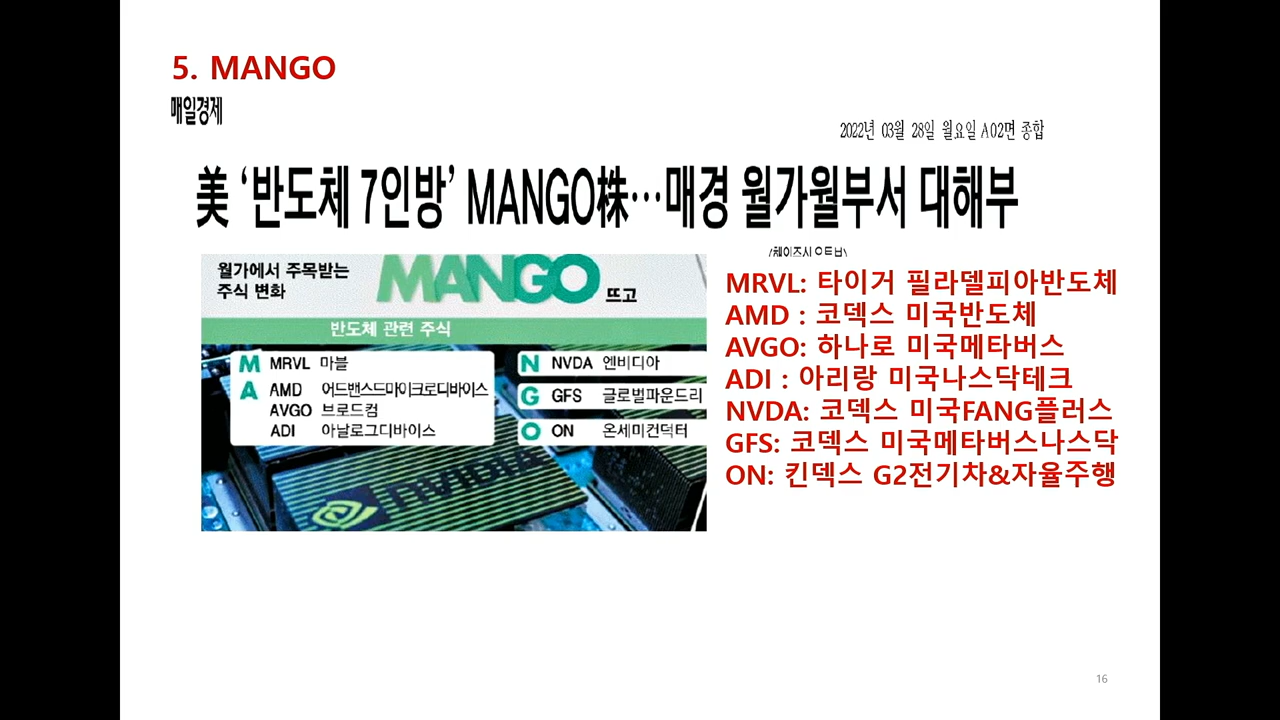 5. MANGO
매일경제
2022년 03월 28일 월요일 A02면 종합
美 ‘반도체 7인방’ MANGO株…매경 월가월부서 대해부
월가에서 주목받는
주식 변화
MANGO 뜨고
반도체 관련 주식
M MRVL 마블
A AMD 어드밴스드마이크로디바이스
AVGO 브로드컴
ADI 아날로그디바이스
N NVDA 엔비디아
G GFS 글로벌파운드리
O ON 온세미컨덕터
NVIDIA
MRVL: 타이거 필라델피아반도체
AMD : 코덱스 미국반도체
AVGO: 하나로 미국메타버스
ADI : 아리랑 미국나스닥테크
NVDA: 코덱스 미국FANG플러스
GFS: 코덱스 미국메타버스나스닥
ON: 킨덱스 G2전기차&자율주행
16